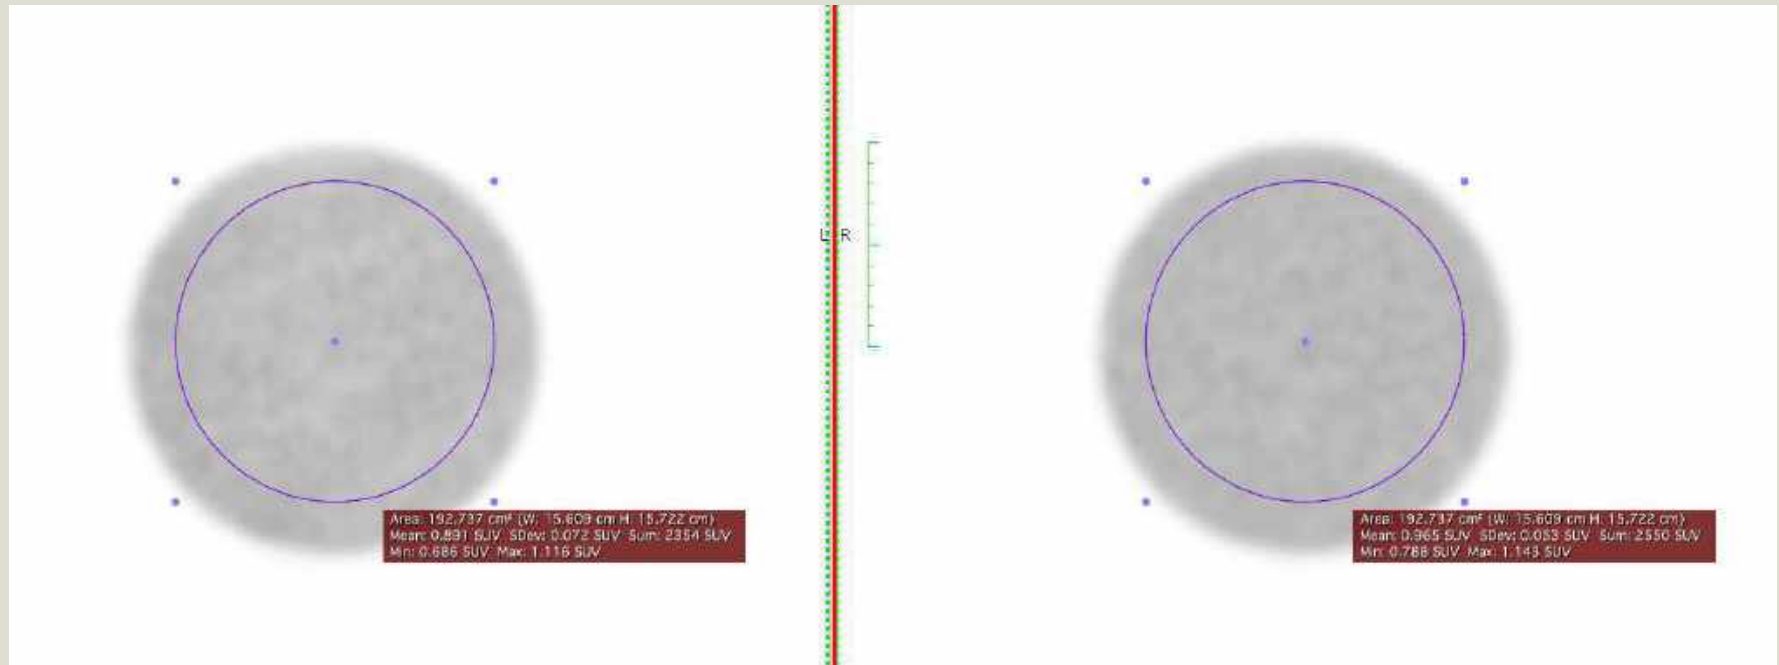 L R
Area: 192.737 cm² (W: 15.609 cm H: 15.722 cm)
Mean: 0.891 SUV SDev: 0.072 SUV Sum: 2354 SUV
Min: 0.686 SUV Max: 1.116 SUV
Area: 192.737 cm² (W: 15.609 cm H: 15.722 cm)
Mean: 0.965 SUV SDev: 0.053 SUV Sum: 2550 SUV
Min: 0.788 SUV Max: 1.143 SUV